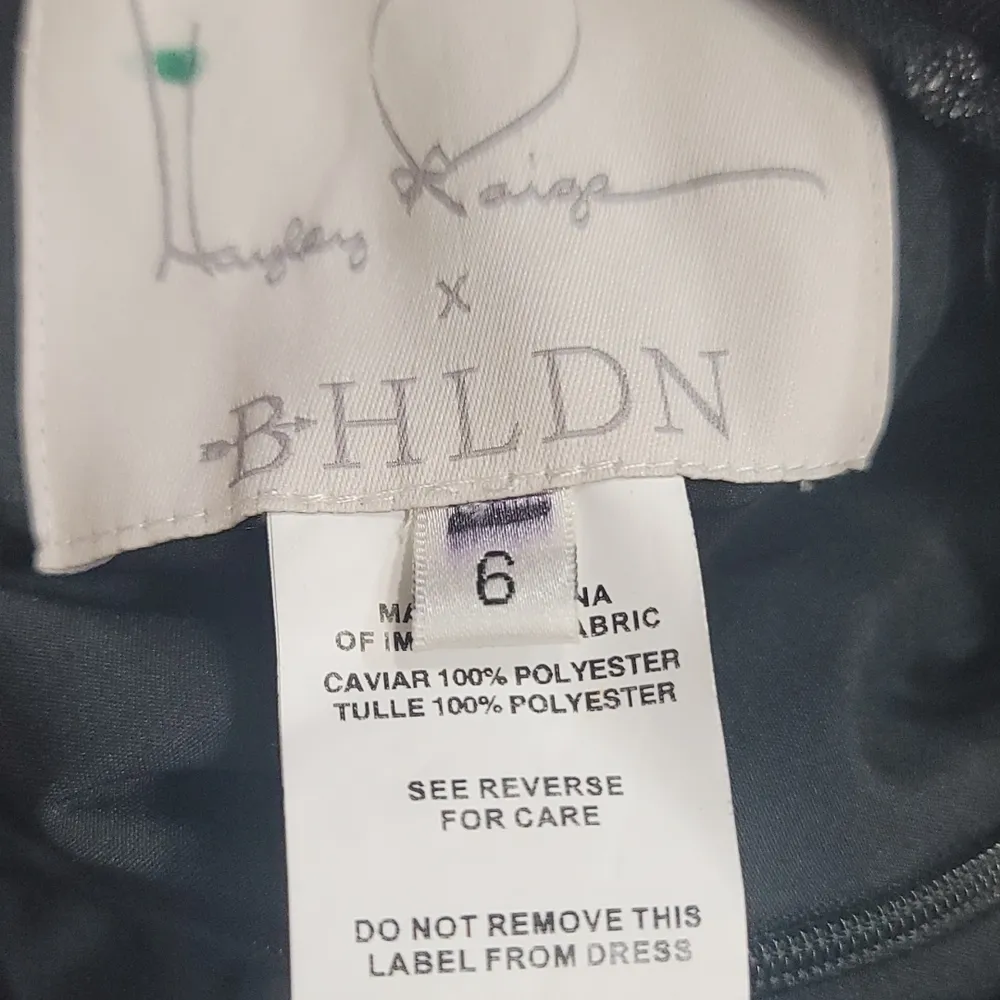 Hayley Paige
x
BHLDN
6
CAVIAR 100% POLYESTER
TULLE 100% POLYESTER
SEE REVERSE
FOR CARE
DO NOT REMOVE THIS
LABEL FROM DRESS